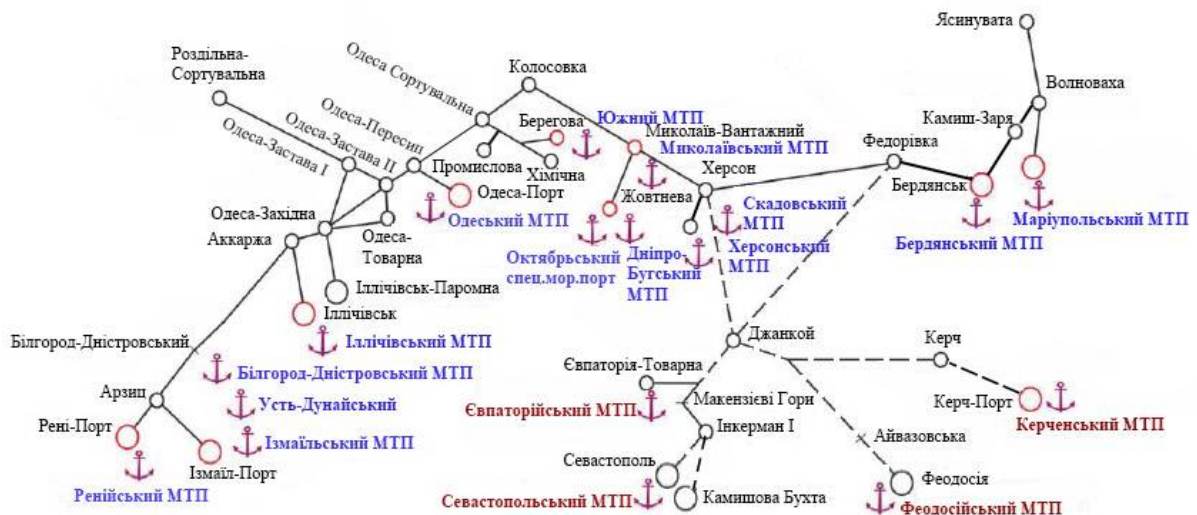 Ясинувата
Роздільна-
Сортувальна
Одеса Сортувальна
Колосовка
Волноваха
Берегова
Южний МТП
Камиш-Заря
Одеса-Застава I
Одеса-Застава II
Одеса-Пересип
Миколаїв-Вантажний
Миколаївський МТП
Федорівка
Промислова
Хімічна
Херсон
Бердянськ
Одеса-Порт
Жовтнева
Одеса-Західна
Одеський МТП
Скадовський
МТП
Маріупольський МТП
Аккаржа
Одеса-
Товарна
Октябрьський
спец.мор.порт
Дніпро-
Бугський
МТП
Херсонський
МТП
Бердянський МТП
Іллічівськ-Паромна
Іллічівськ
Білгород-Дністровський
Іллічівський МТП
Джанкой
Керч
Євпаторія-Товарна
Білгород-Дністровський МТП
Арзиц
Усть-Дунайський
Євпаторійський МТП
Макензієві Гори
Керч-Порт
Керченський МТП
Рені-Порт
Ізмаїльський МТП
Інкерман І
Айвазовська
Ізмаїл-Порт
Севастополь
Феодосія
Ренійський МТП
Севастопольський МТП
Камишова Бухта
Феодосійський МТП